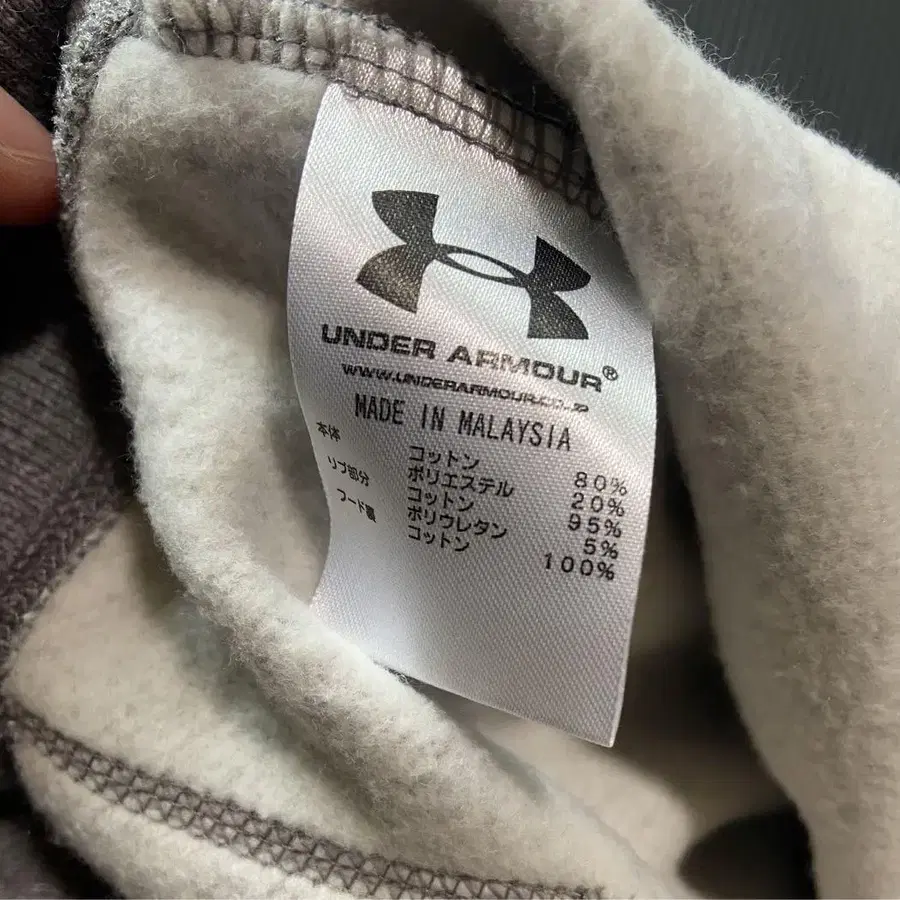 UNDER ARMOUR®
WWW.UNDERARMOUR.CO.JP
MADE IN MALAYSIA
本体 コットン 80%
ポリエステル 20%
リブ部分 コットン 95%
ポリウレタン 5%
フード裏 コットン 100%